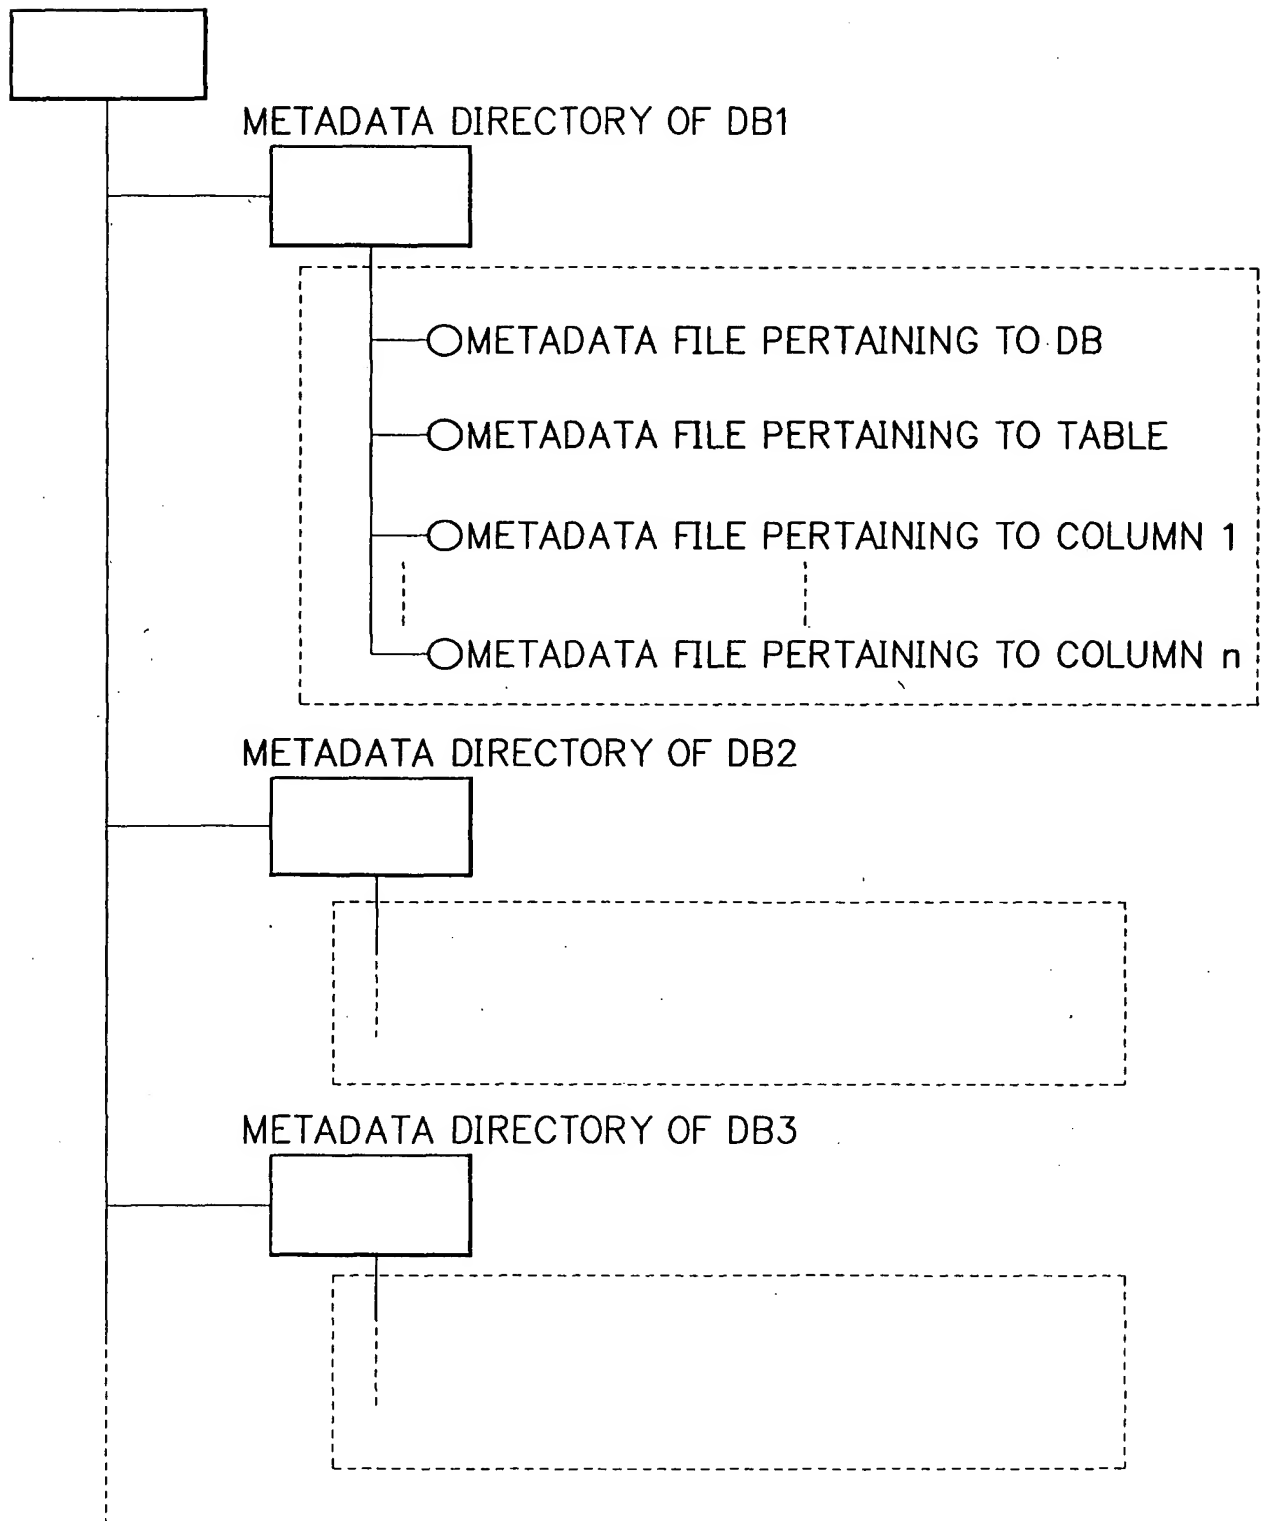 METADATA DIRECTORY OF DB1
METADATA FILE PERTAINING TO DB
METADATA FILE PERTAINING TO TABLE
METADATA FILE PERTAINING TO COLUMN 1
METADATA FILE PERTAINING TO COLUMN n
METADATA DIRECTORY OF DB2
METADATA DIRECTORY OF DB3